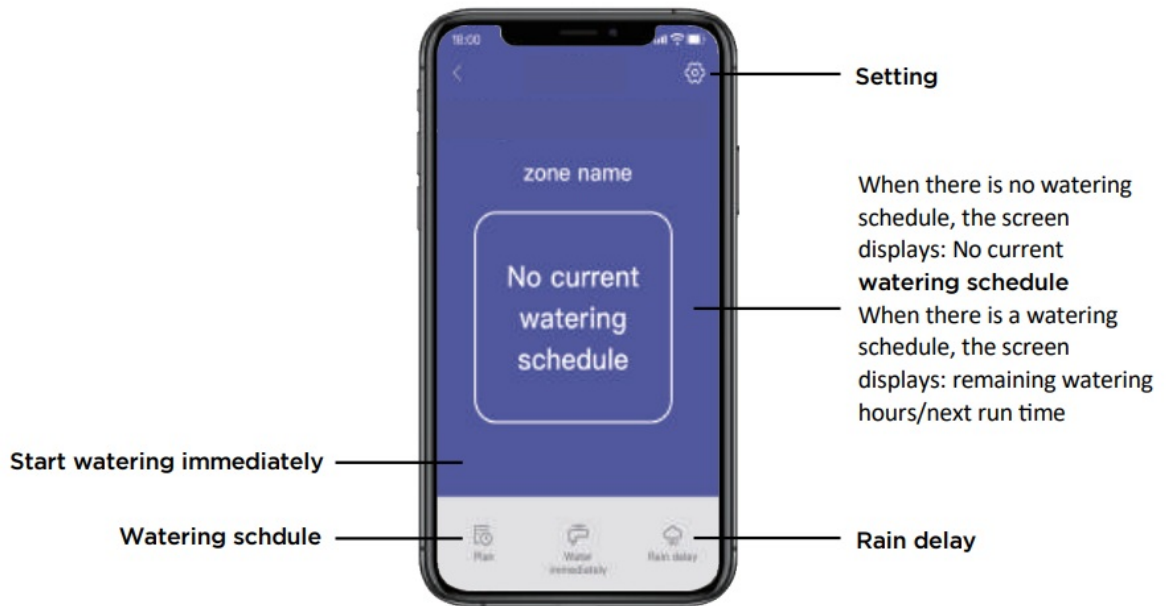 18:00
Setting
zone name
No current
watering
schedule
When there is no watering
schedule, the screen
displays: No current
watering schedule
When there is a watering
schedule, the screen
displays: remaining watering
hours/next run time
Start watering immediately
Watering schdule
Plan
Water
immediately
Rain delay
Rain delay